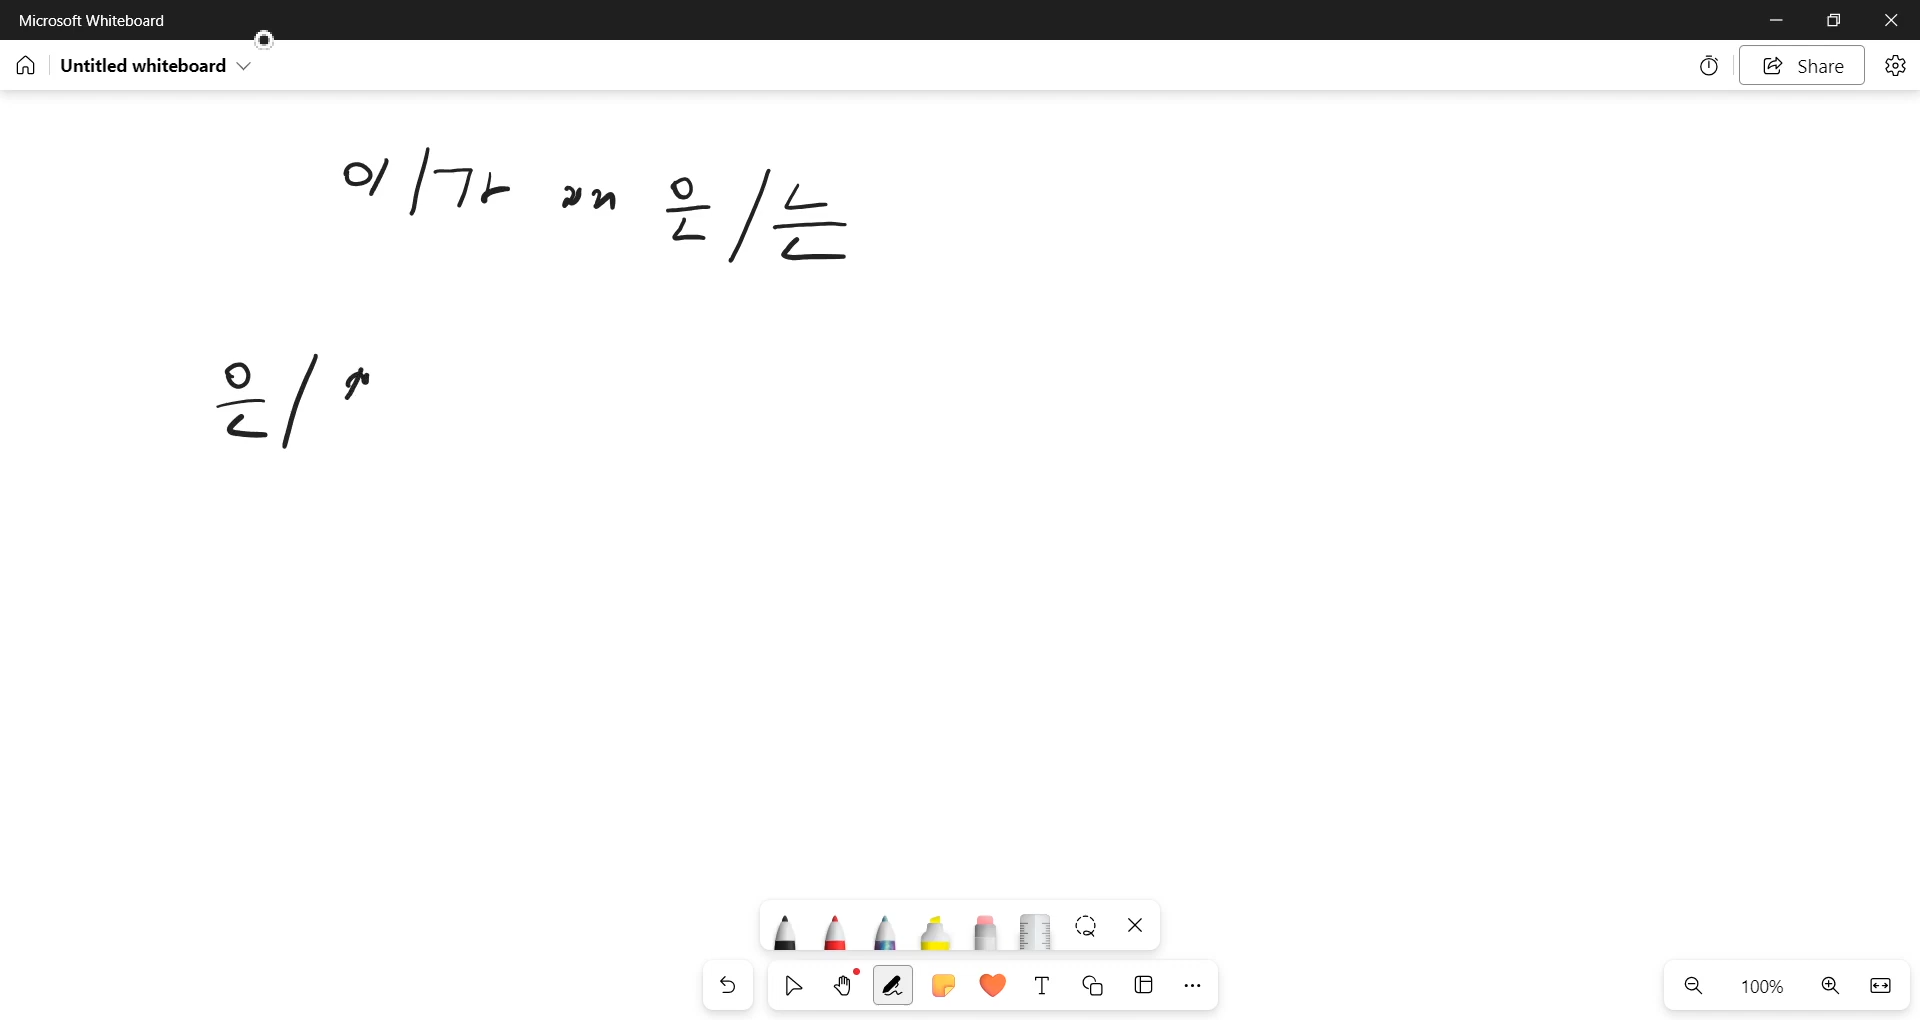 Microsoft Whiteboard
Untitled whiteboard
Share
이/가 은/는
은/
100%